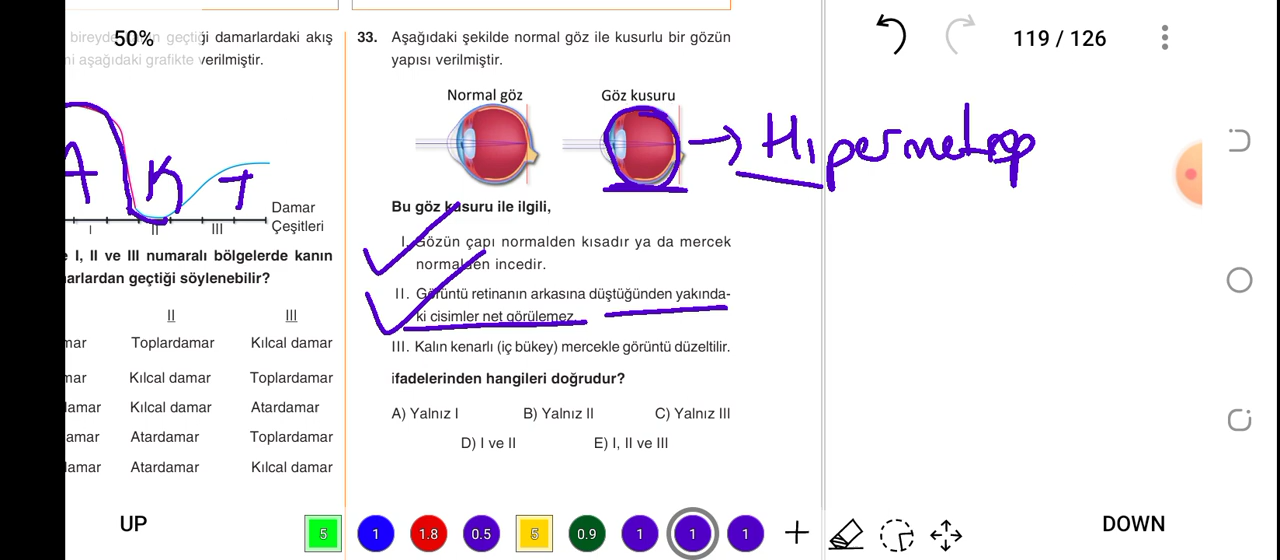 50%
bireyde geçtiği damarlardaki akış
aşağıdaki grafikte verilmiştir.
A K T
I II III
Damar
Çeşitleri
I, II ve III numaralı bölgelerde kanın
geçtiği söylenebilir?
II III
Toplardamar Kılcal damar
Kılcal damar Toplardamar
Kılcal damar Atardamar
Atardamar Toplardamar
Atardamar Kılcal damar
UP
33. Aşağıdaki şekilde normal göz ile kusurlu bir gözün
yapısı verilmiştir.
Normal göz Göz kusuru
Hipermetrop
Bu göz kusuru ile ilgili,
I. Gözün çapı normalden kısadır ya da mercek
normalden incedir.
II. Görüntü retinanın arkasına düştüğünden yakında-
ki cisimler net görülemez.
III. Kalın kenarlı (iç bükey) mercekle görüntü düzeltilir.
ifadelerinden hangileri doğrudur?
A) Yalnız I B) Yalnız II C) Yalnız III
D) I ve II E) I, II ve III
119 / 126
5 1 1.8 0.5 5 0.9 1 1 1
DOWN